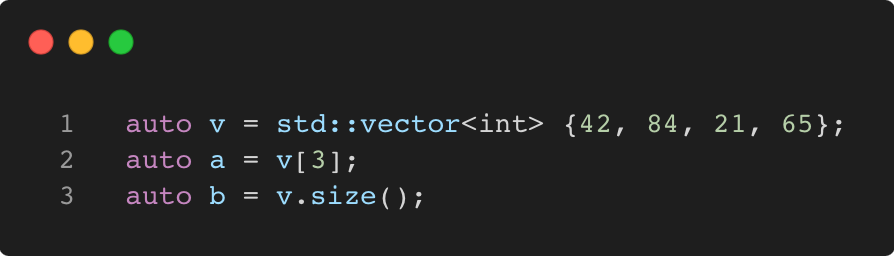 1 auto v = std::vector<int> {42, 84, 21, 65};
2 auto a = v[3];
3 auto b = v.size();